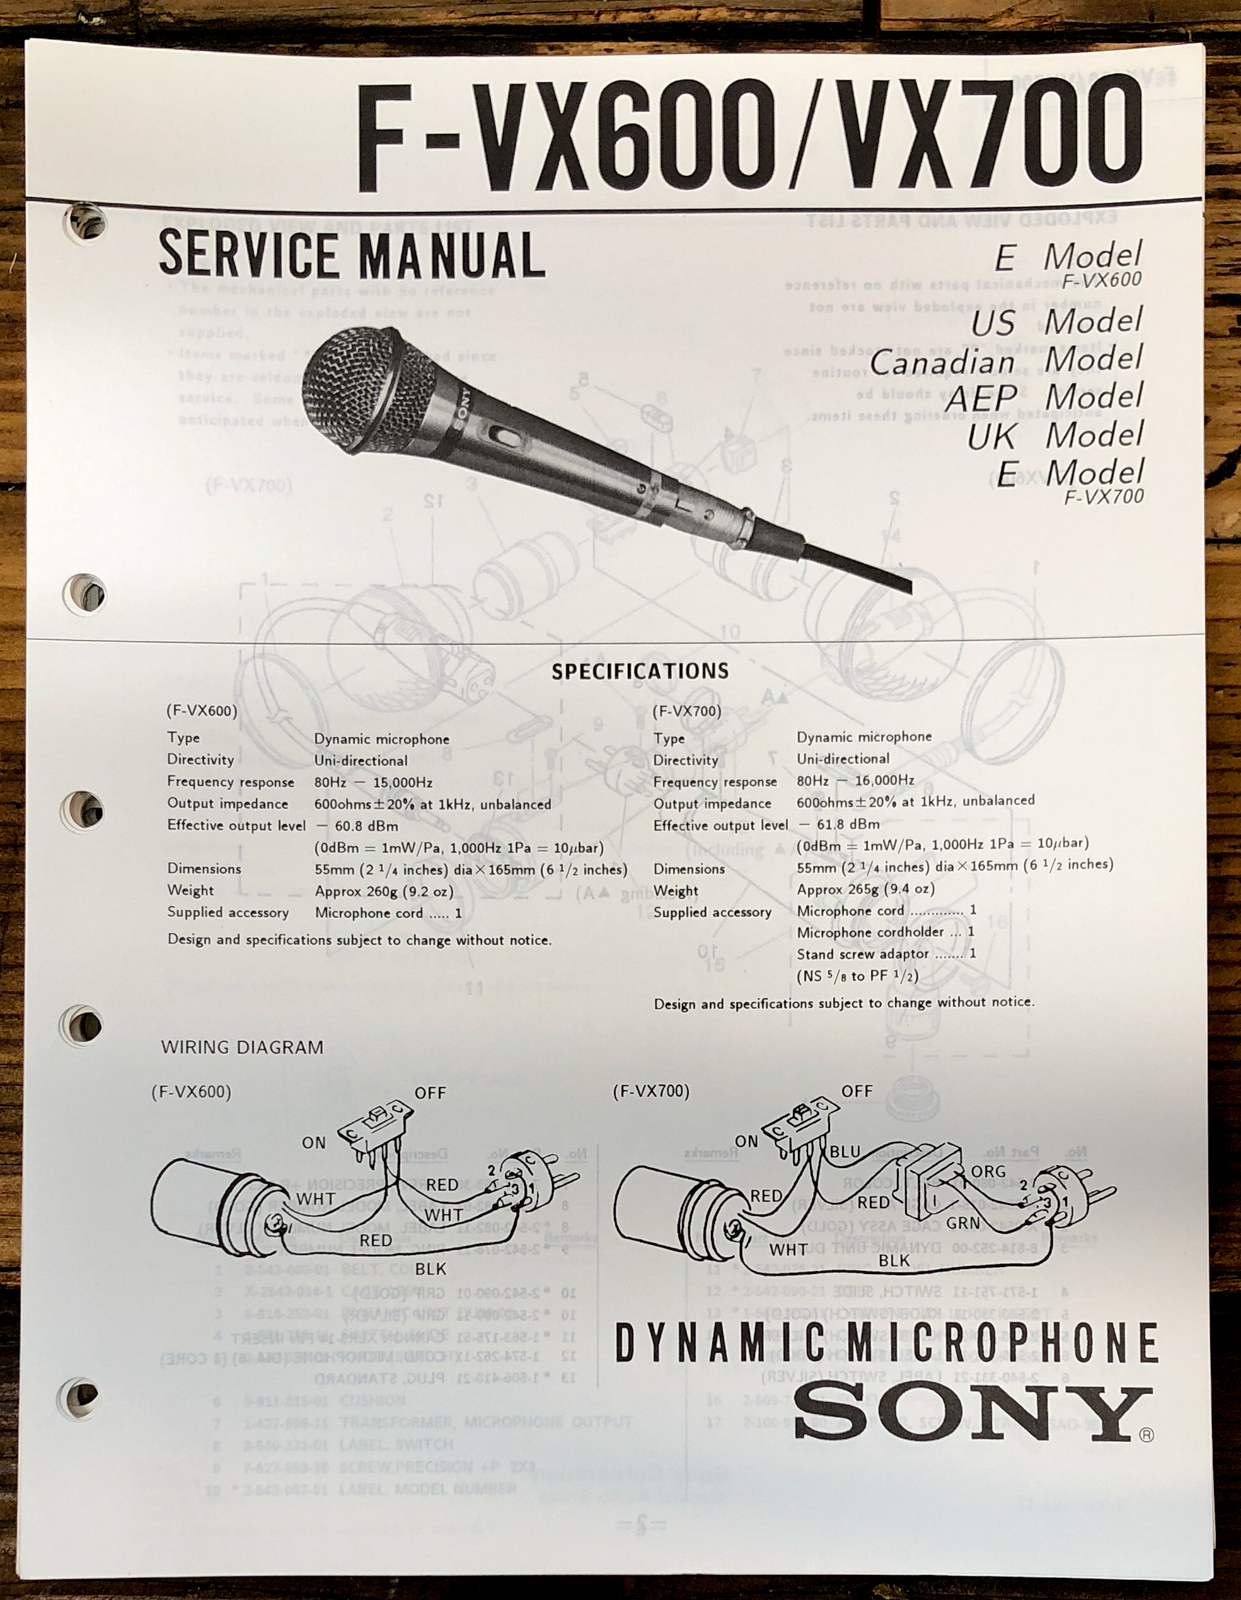 F-VX600/VX700
SERVICE MANUAL
E Model
F-VX600
US Model
Canadian Model
AEP Model
UK Model
E Model
F-VX700
SONY
ON
SPECIFICATIONS
(F-VX600)
Type Dynamic microphone
Directivity Uni-directional
Frequency response 80Hz — 15,000Hz
Output impedance 600ohms±20% at 1kHz, unbalanced
Effective output level — 60.8 dBm
(0dBm = 1mW/Pa, 1,000Hz 1Pa = 10μbar)
Dimensions 55mm (2 1/4 inches) dia×165mm (6 1/2 inches)
Weight Approx 260g (9.2 oz)
Supplied accessory Microphone cord ..... 1
Design and specifications subject to change without notice.
(F-VX700)
Type Dynamic microphone
Directivity Uni-directional
Frequency response 80Hz — 16,000Hz
Output impedance 600ohms±20% at 1kHz, unbalanced
Effective output level — 61.8 dBm
(0dBm = 1mW/Pa, 1,000Hz 1Pa = 10μbar)
Dimensions 55mm (2 1/4 inches) dia×165mm (6 1/2 inches)
Weight Approx 265g (9.4 oz)
Supplied accessory Microphone cord ............. 1
Microphone cordholder ... 1
Stand screw adaptor ....... 1
(NS 5/8 to PF 1/2)
Design and specifications subject to change without notice.
WIRING DIAGRAM
(F-VX600)
OFF
ON
WHT
RED
WHT
RED
BLK
2
3
1
(F-VX700)
OFF
ON
BLU
RED
RED
WHT
ORG
GRN
BLK
2
3
1
DYNAMIC MICROPHONE
SONY®